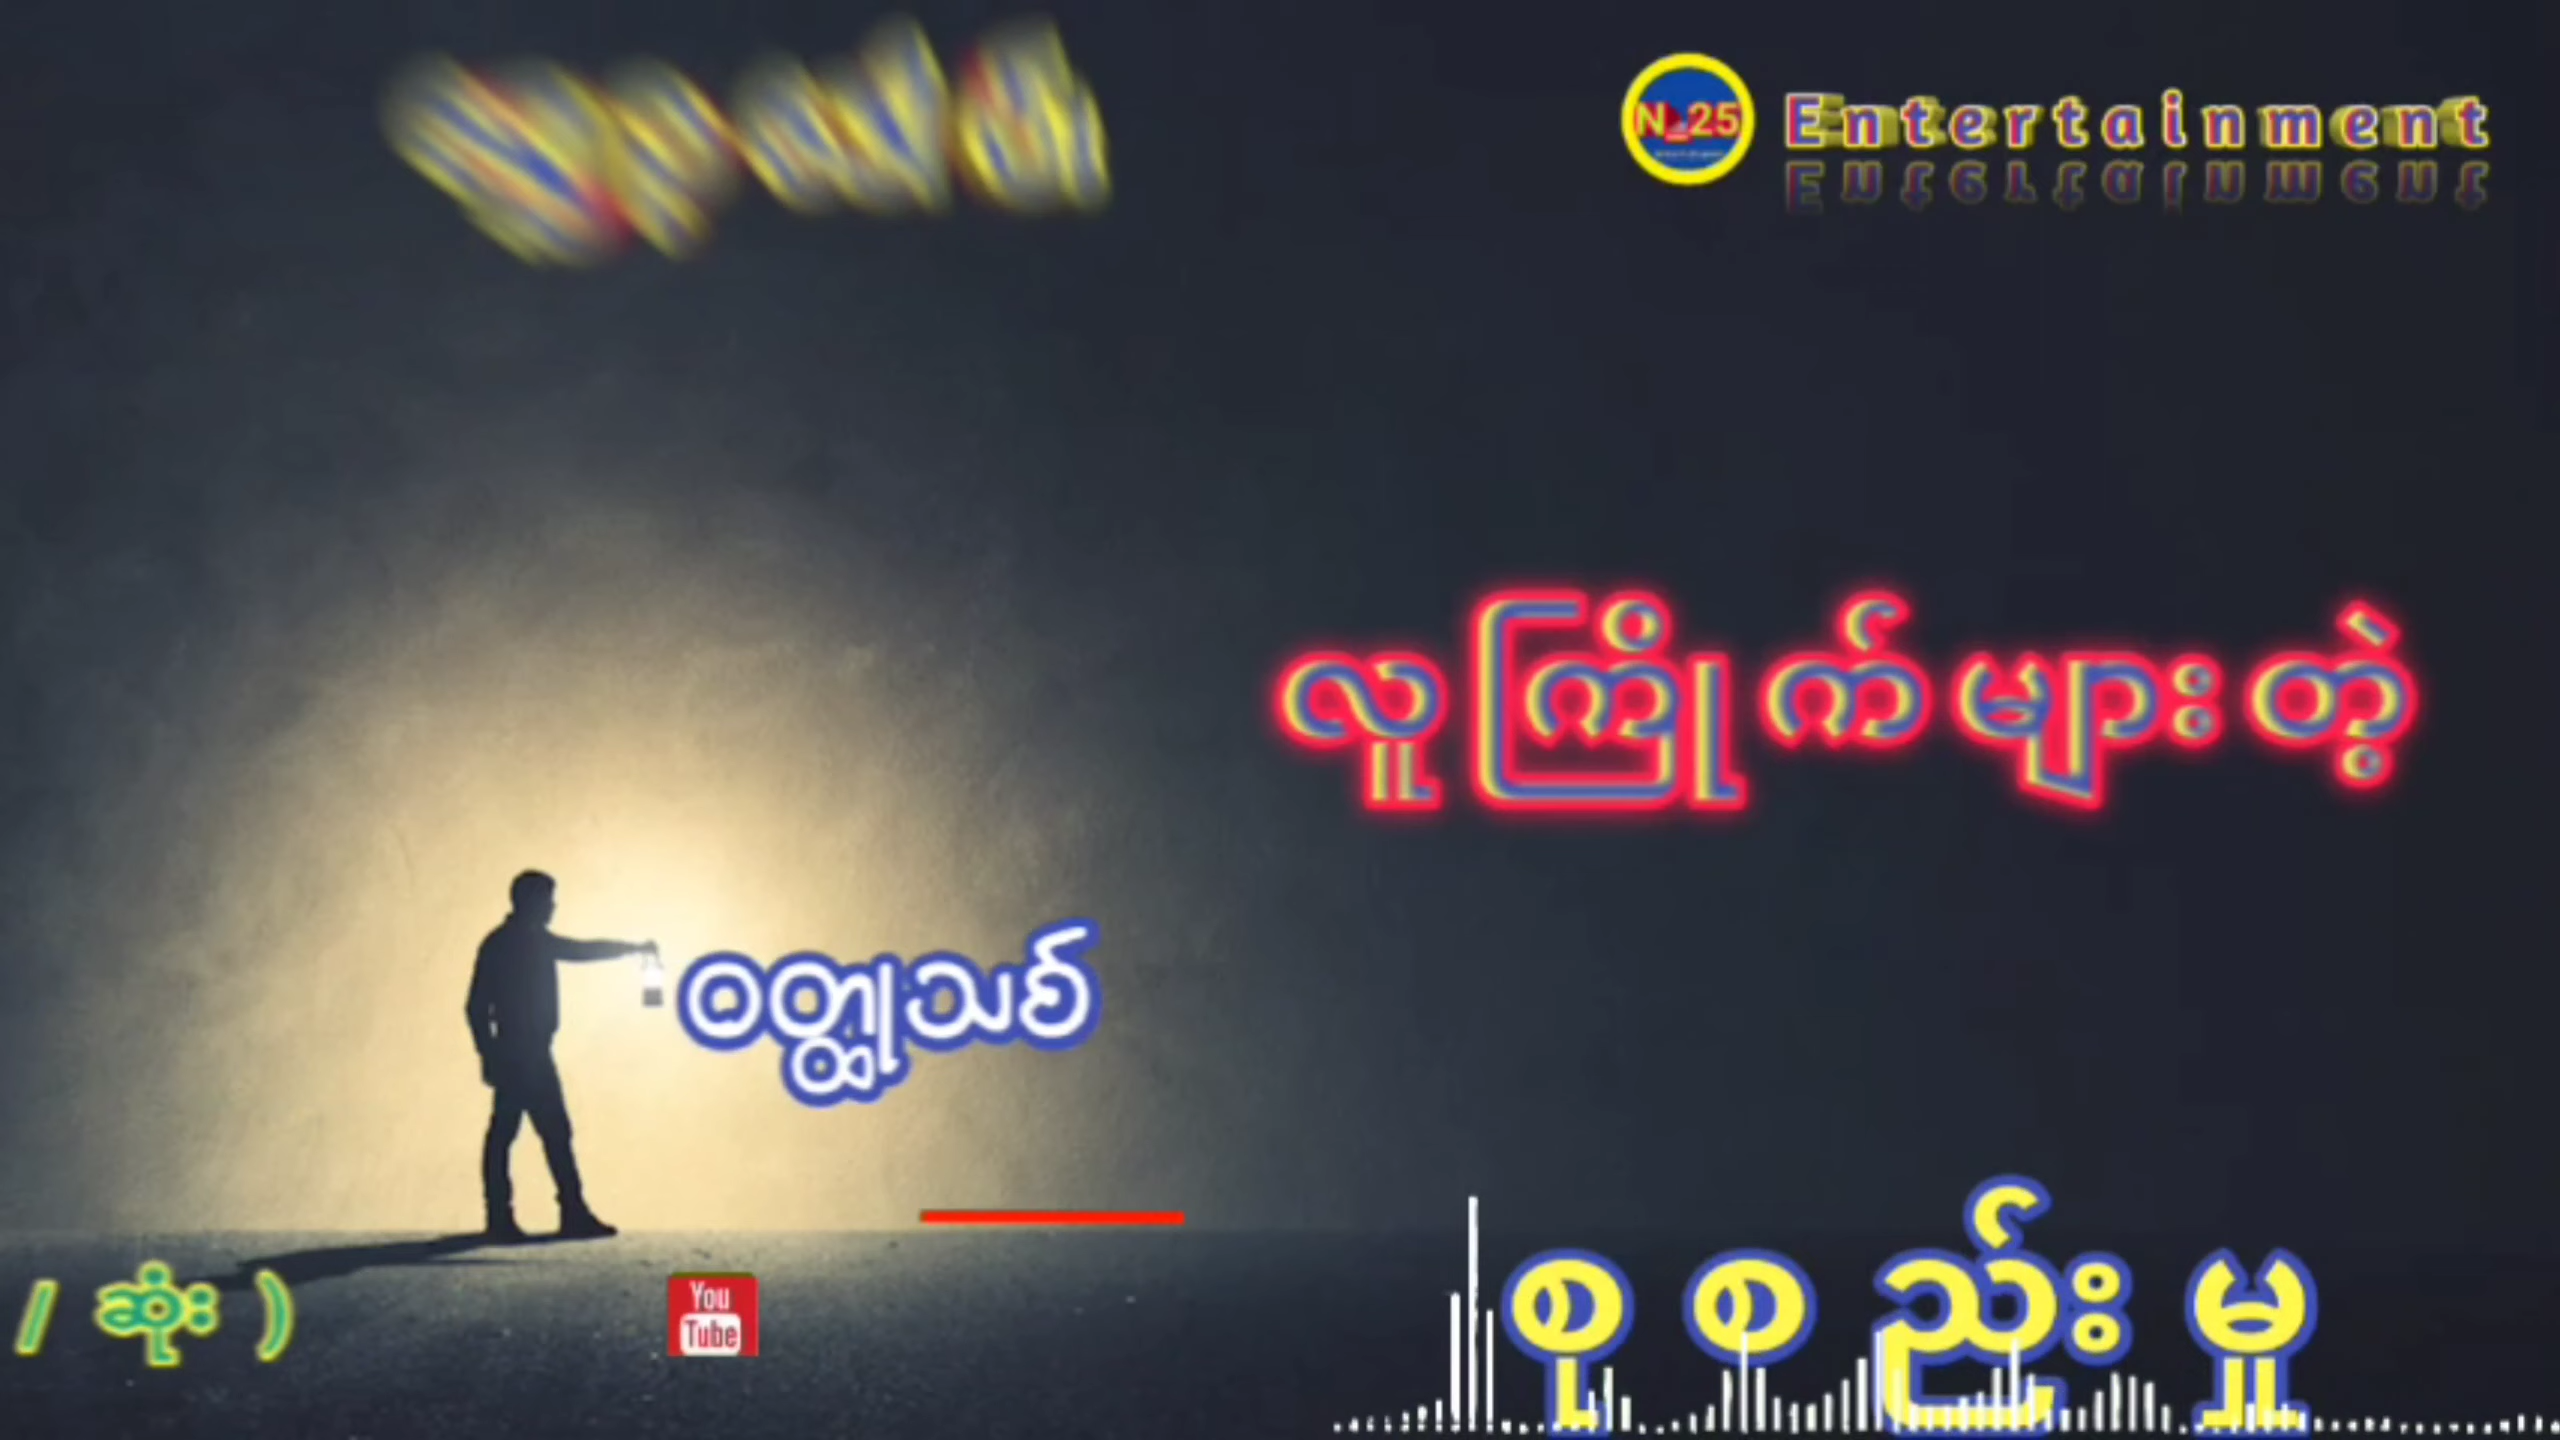 N_25 Entertainment
လူကြိုက်များတဲ့
ဝတ္ထုသစ်
/ ဆုံး )
You
Tube
စုစည်းမှု